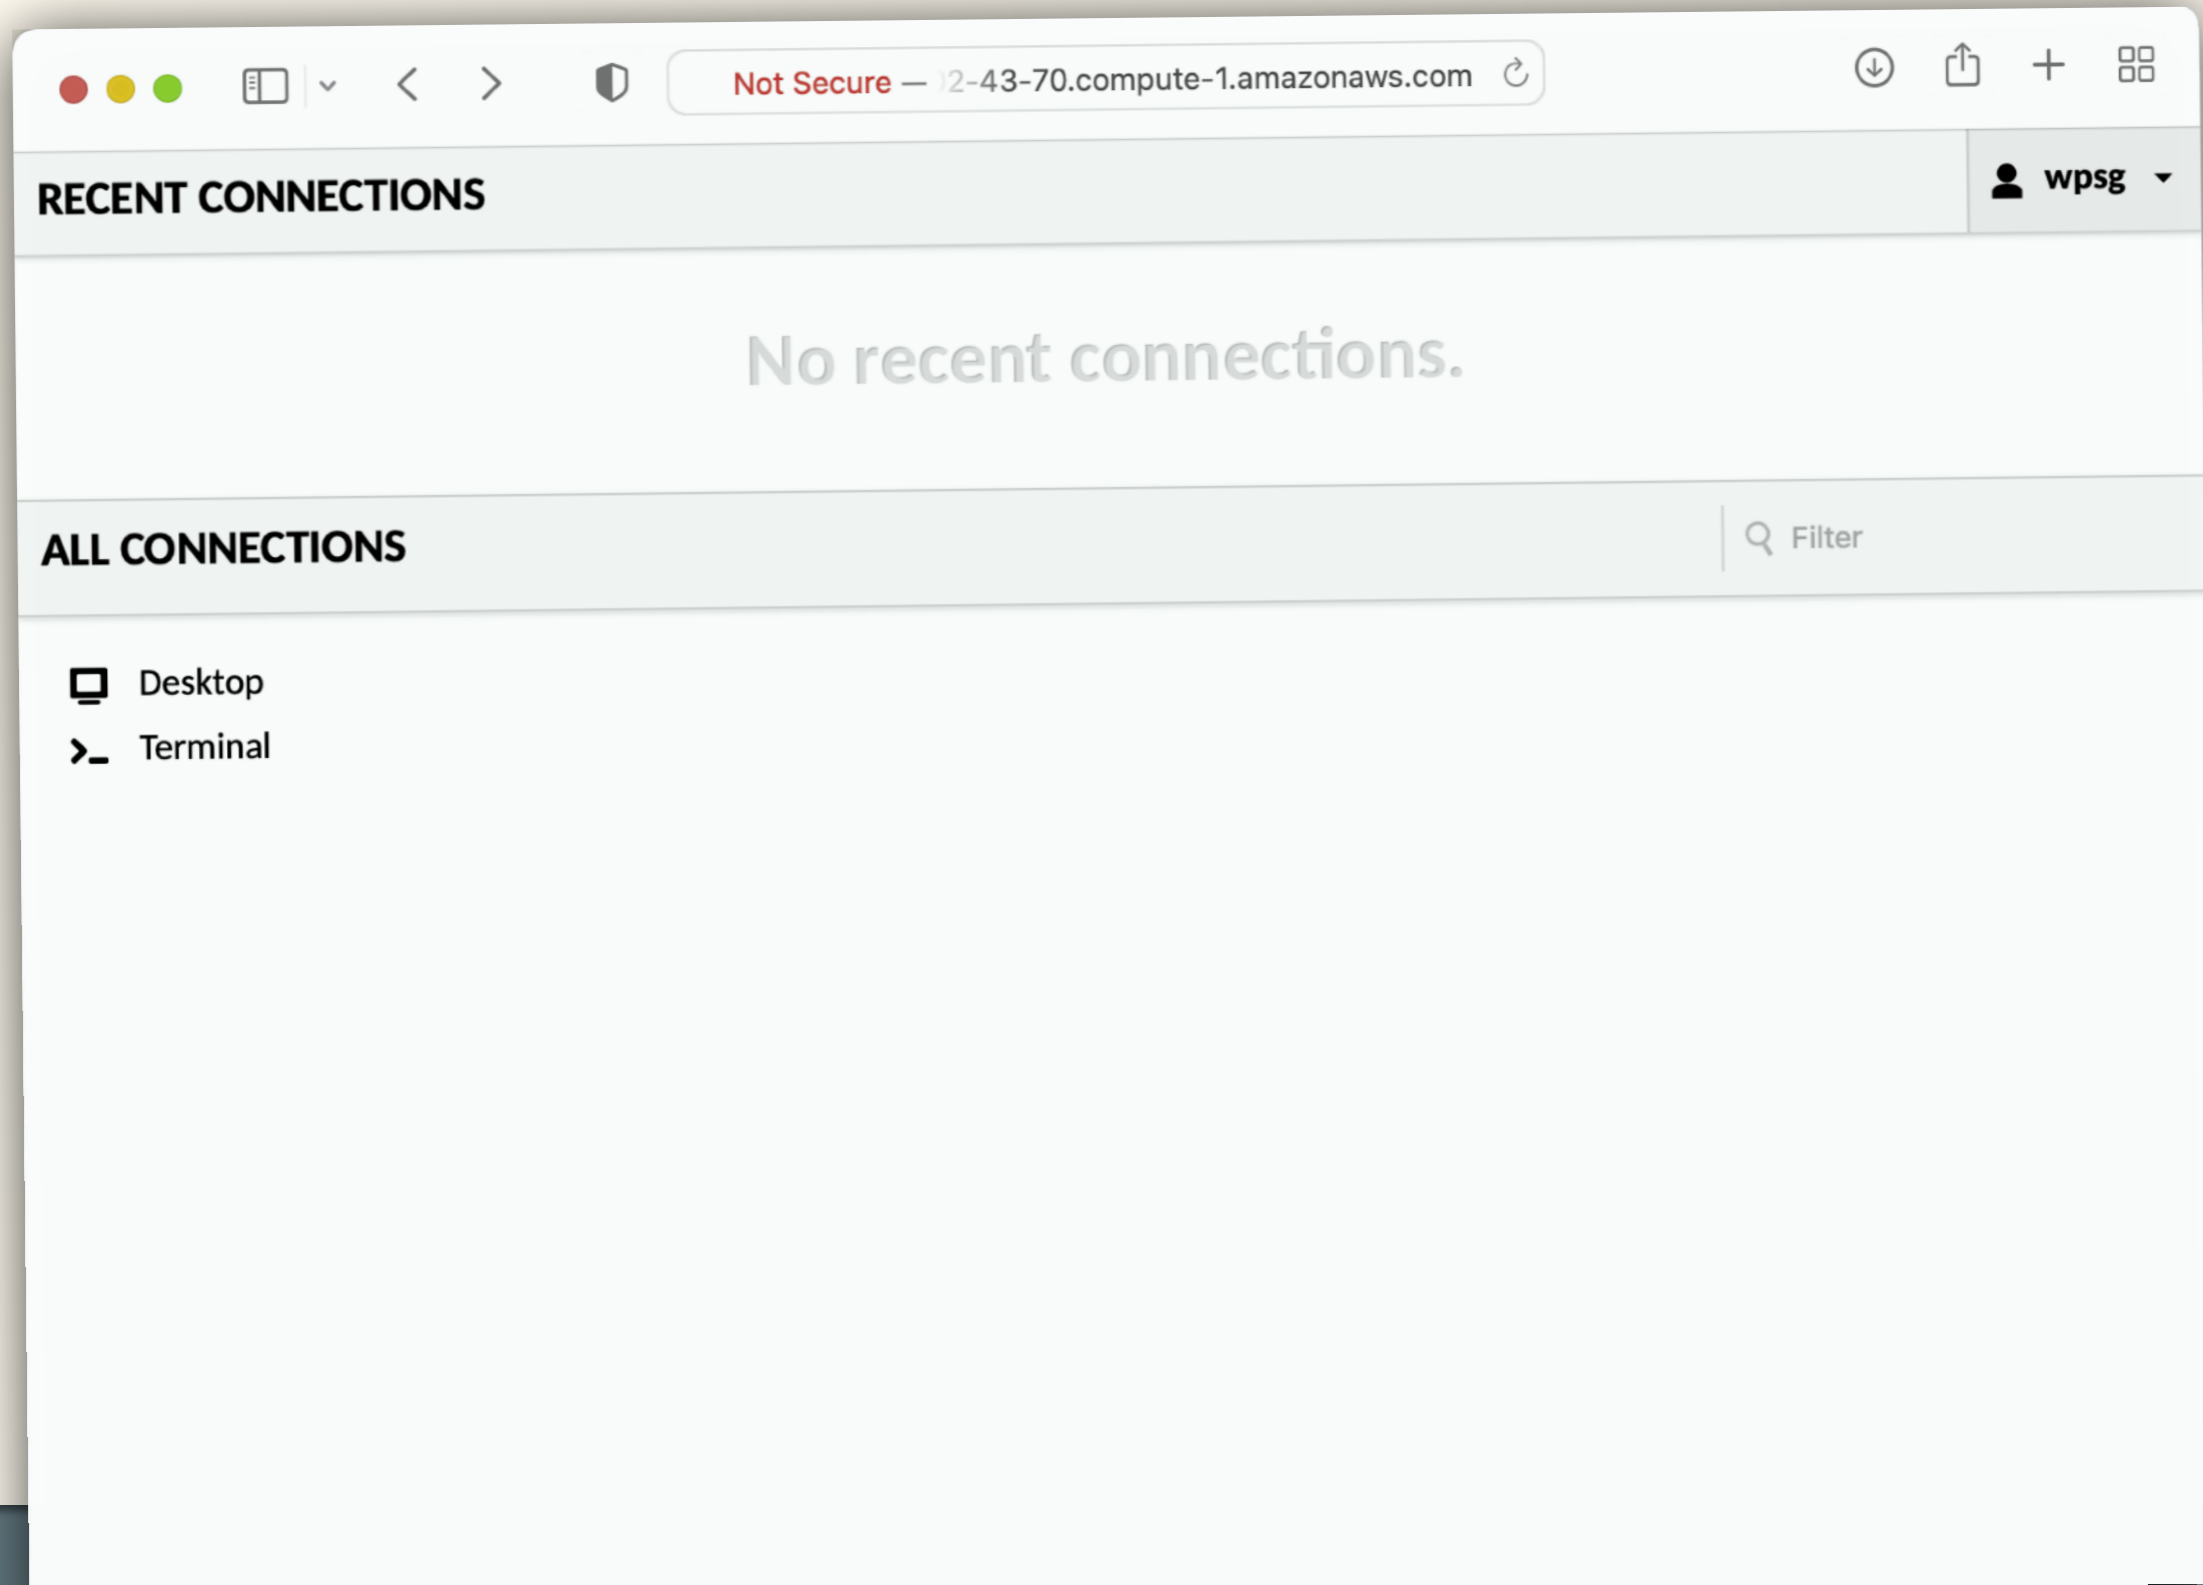 Not Secure — 2-43-70.compute-1.amazonaws.com
RECENT CONNECTIONS
wpsg
No recent connections.
ALL CONNECTIONS
Filter
Desktop
Terminal